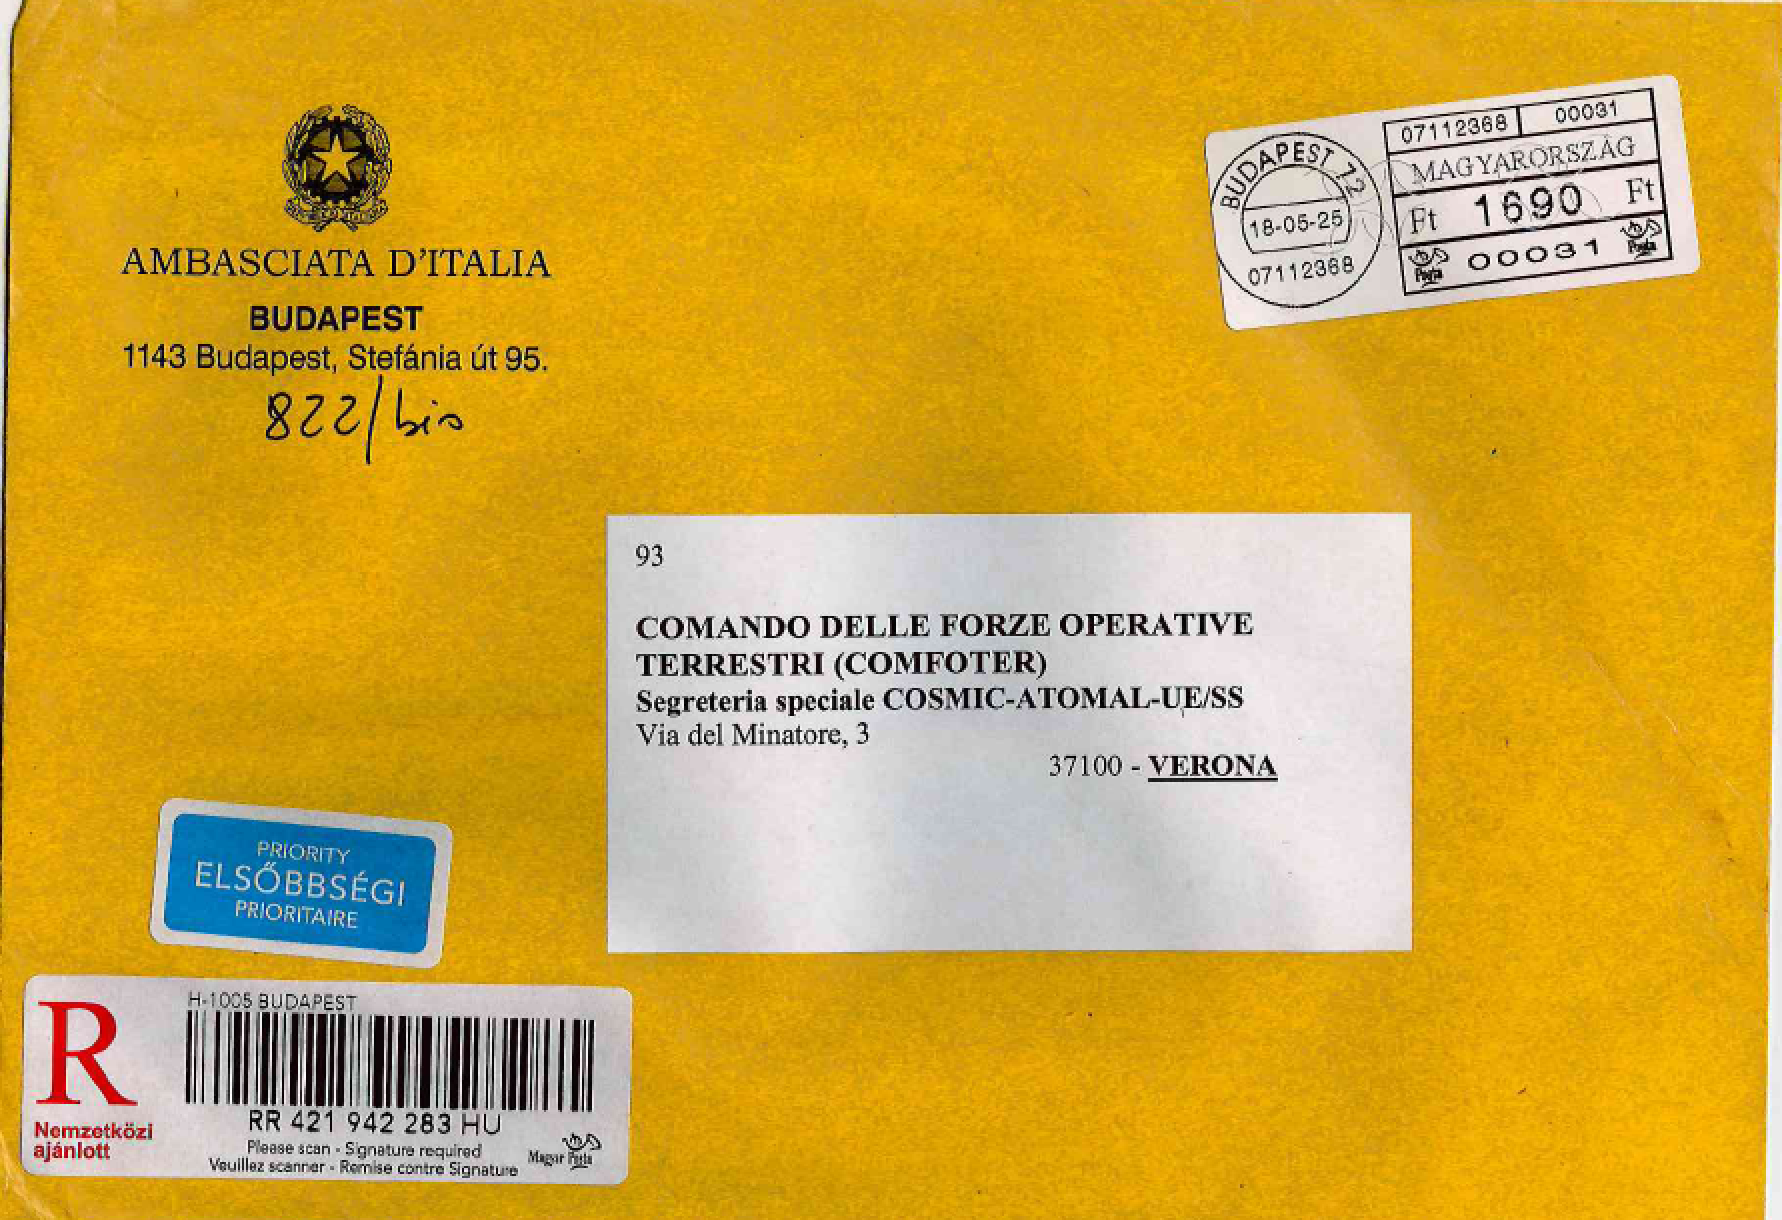 AMBASCIATA D'ITALIA
BUDAPEST
1143 Budapest, Stefánia út 95.
822/bis
BUDAPEST 72
18-05-25
07112368
07112368 00031
MAGYARORSZÁG
Ft 1690 Ft
Posta 00031 Posta
93
COMANDO DELLE FORZE OPERATIVE
TERRESTRI (COMFOTER)
Segreteria speciale COSMIC-ATOMAL-UE/SS
Via del Minatore, 3
37100 - VERONA
PRIORITY
ELSŐBBSÉGI
PRIORITAIRE
R
Nemzetközi
ajánlott
H-1005 BUDAPEST
RR 421 942 283 HU
Please scan - Signature required
Veuillez scanner - Remise contre Signature
Magyar Posta